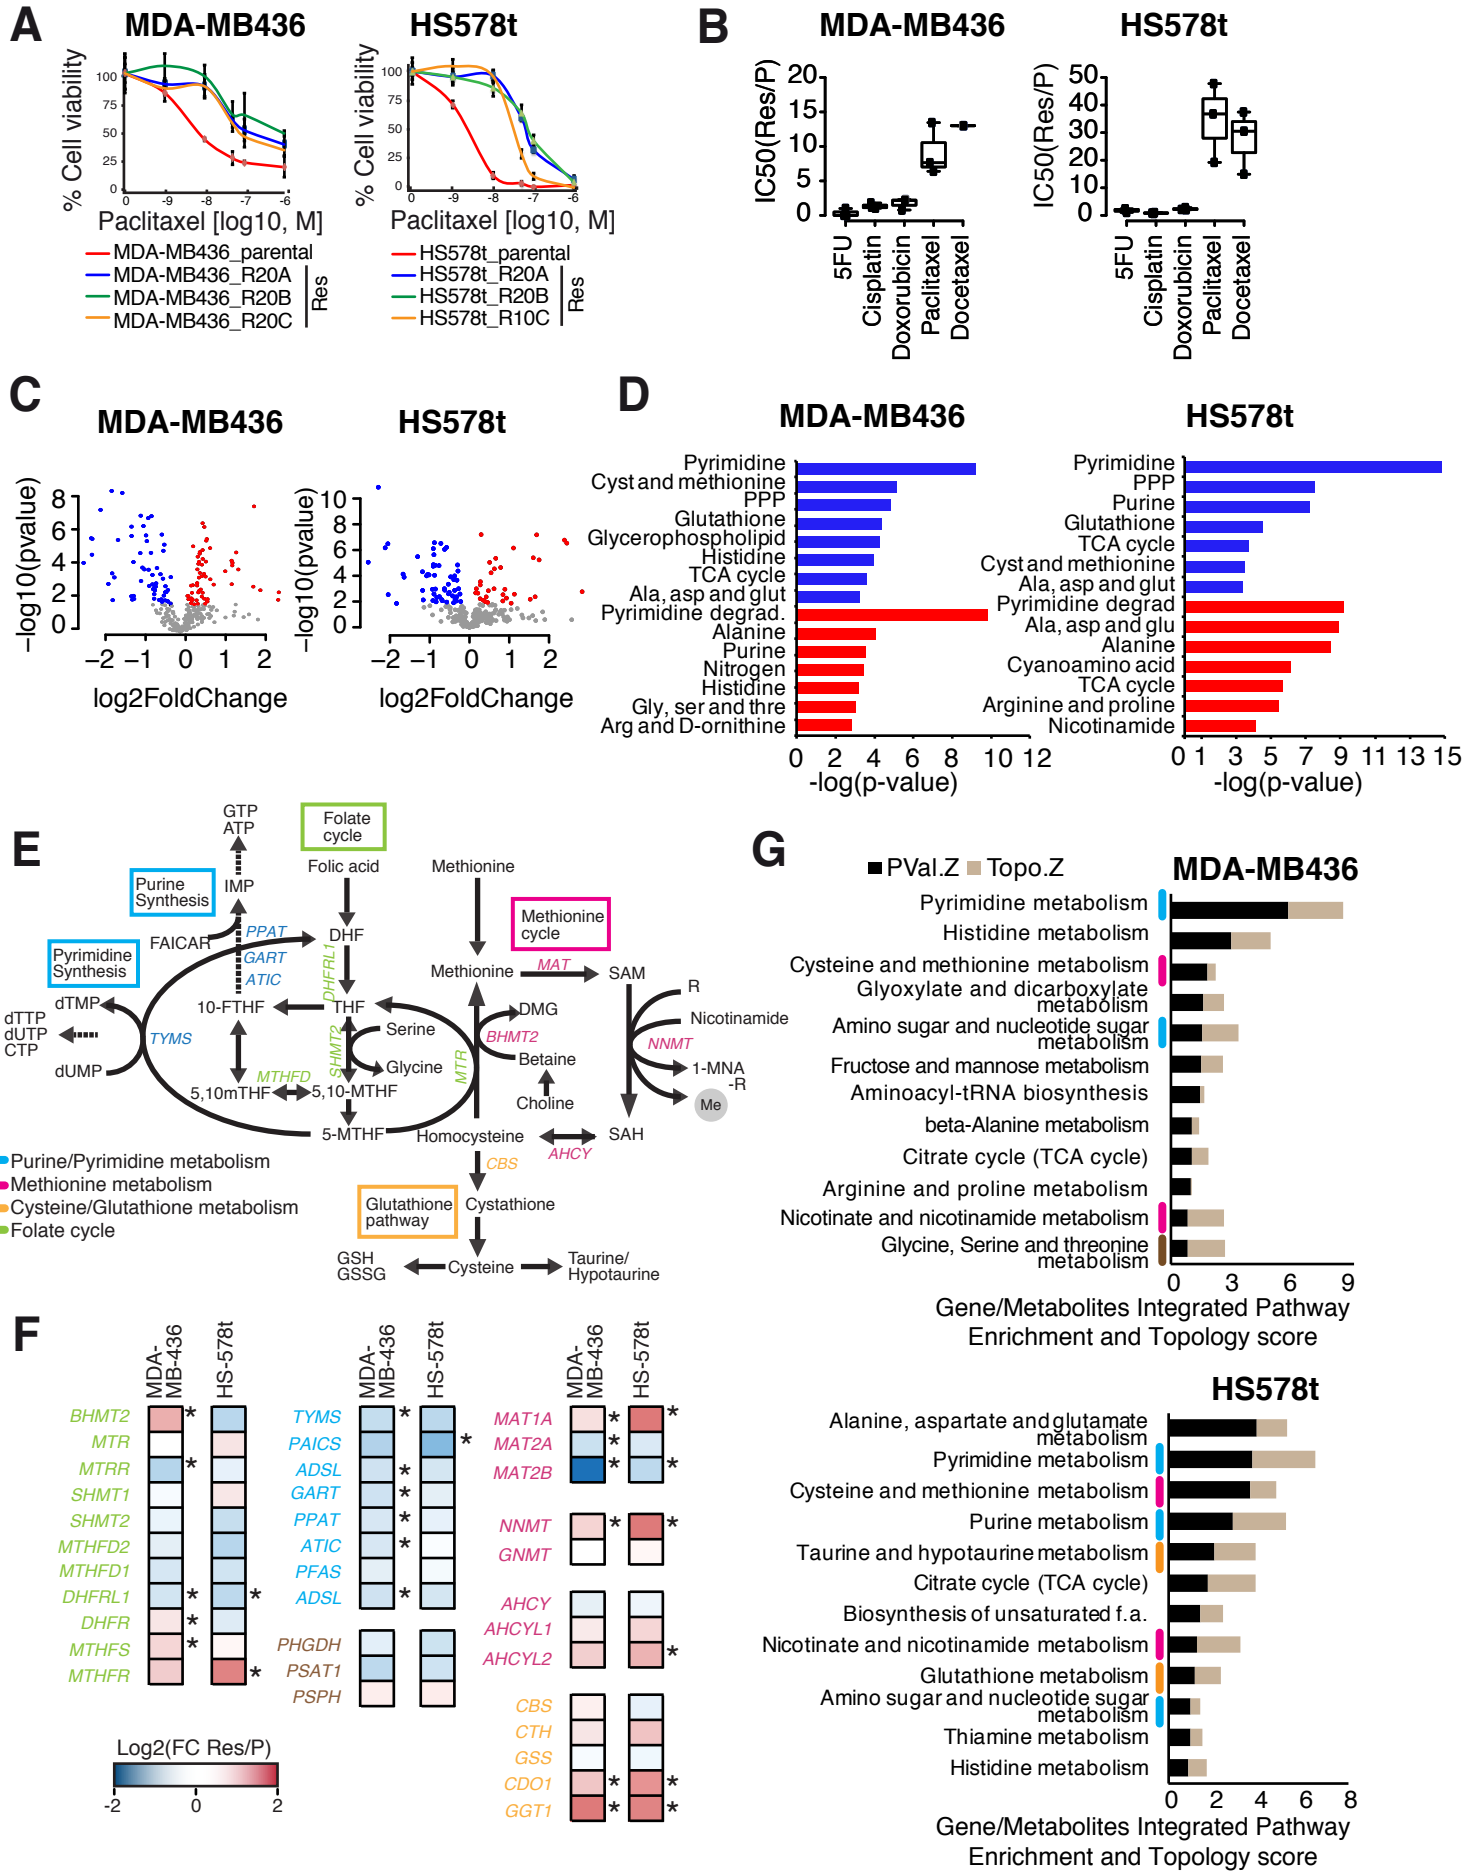 A
MDA-MB436
HS578t
% Cell viability
100
75
50
25
0
0
-9
-8
-7
-6
Paclitaxel [log10, M]
MDA-MB436_parental
MDA-MB436_R20A
MDA-MB436_R20B
MDA-MB436_R20C
Res
% Cell viability
100
75
50
25
0
0
-9
-8
-7
-6
Paclitaxel [log10, M]
HS578t_parental
HS578t_R20A
HS578t_R20B
HS578t_R10C
Res
B
MDA-MB436
HS578t
IC50(Res/P)
20
15
10
5
0
5FU
Cisplatin
Doxorubicin
Paclitaxel
Docetaxel
IC50(Res/P)
50
40
30
20
10
0
5FU
Cisplatin
Doxorubicin
Paclitaxel
Docetaxel
C
MDA-MB436
HS578t
−log10(pvalue)
8
6
4
2
0
−2 −1 0 1 2
log2FoldChange
−log10(pvalue)
10
8
6
4
2
0
−2 −1 0 1 2
log2FoldChange
D
MDA-MB436
Pyrimidine
Cyst and methionine
PPP
Glutathione
Glycerophospholipid
Histidine
TCA cycle
Ala, asp and glut
Pyrimidine degrad.
Alanine
Purine
Nitrogen
Histidine
Gly, ser and thre
Arg and D-ornithine
0 2 4 6 8 10 12
-log(p-value)
HS578t
Pyrimidine
PPP
Purine
Glutathione
TCA cycle
Cyst and methionine
Ala, asp and glut
Pyrimidine degrad
Ala, asp and glu
Alanine
Cyanoamino acid
TCA cycle
Arginine and proline
Nicotinamide
0 1 3 5 7 9 11 13 15
-log(p-value)
E
GTP
ATP
Folate
cycle
Purine
Synthesis
IMP
Folic acid
Methionine
FAICAR
PPAT
GART
ATIC
DHF
Methionine
cycle
Pyrimidine
Synthesis
DHFRL1
Methionine
MAT
SAM
dTMP
10-FTHF
THF
DMG
R
dTTP
dUTP
CTP
TYMS
Serine
BHMT2
Nicotinamide
NNMT
SHMT2
MTR
Betaine
dUMP
Glycine
1-MNA
-R
Me
MTHFD
5,10mTHF
5,10-MTHF
Choline
5-MTHF
Homocysteine
AHCY
SAH
CBS
Purine/Pyrimidine metabolism
Methionine metabolism
Cysteine/Glutathione metabolism
Folate cycle
Glutathione
pathway
Cystathione
GSH
GSSG
Cysteine
Taurine/
Hypotaurine
F
MDA-
MB-436
HS-578t
BHMT2 *
MTR
MTRR *
SHMT1
SHMT2
MTHFD2
MTHFD1
DHFRL1 * *
DHFR *
MTHFS *
MTHFR *
Log2(FC Res/P)
-2 0 2
MDA-
MB-436
HS-578t
TYMS *
PAICS *
ADSL *
GART *
PPAT *
ATIC *
PFAS
ADSL *
PHGDH
PSAT1
PSPH
MDA-
MB-436
HS-578t
MAT1A * *
MAT2A *
MAT2B * *
NNMT * *
GNMT
AHCY
AHCYL1
AHCYL2 *
CBS
CTH
GSS
CDO1 * *
GGT1 * *
G
PVal.Z Topo.Z
MDA-MB436
Pyrimidine metabolism
Histidine metabolism
Cysteine and methionine metabolism
Glyoxylate and dicarboxylate
metabolism
Amino sugar and nucleotide sugar
metabolism
Fructose and mannose metabolism
Aminoacyl-tRNA biosynthesis
beta-Alanine metabolism
Citrate cycle (TCA cycle)
Arginine and proline metabolism
Nicotinate and nicotinamide metabolism
Glycine, Serine and threonine
metabolism
0 3 6 9
Gene/Metabolites Integrated Pathway
Enrichment and Topology score
HS578t
Alanine, aspartate and glutamate
metabolism
Pyrimidine metabolism
Cysteine and methionine metabolism
Purine metabolism
Taurine and hypotaurine metabolism
Citrate cycle (TCA cycle)
Biosynthesis of unsaturated f.a.
Nicotinate and nicotinamide metabolism
Glutathione metabolism
Amino sugar and nucleotide sugar
metabolism
Thiamine metabolism
Histidine metabolism
0 2 4 6 8
Gene/Metabolites Integrated Pathway
Enrichment and Topology score